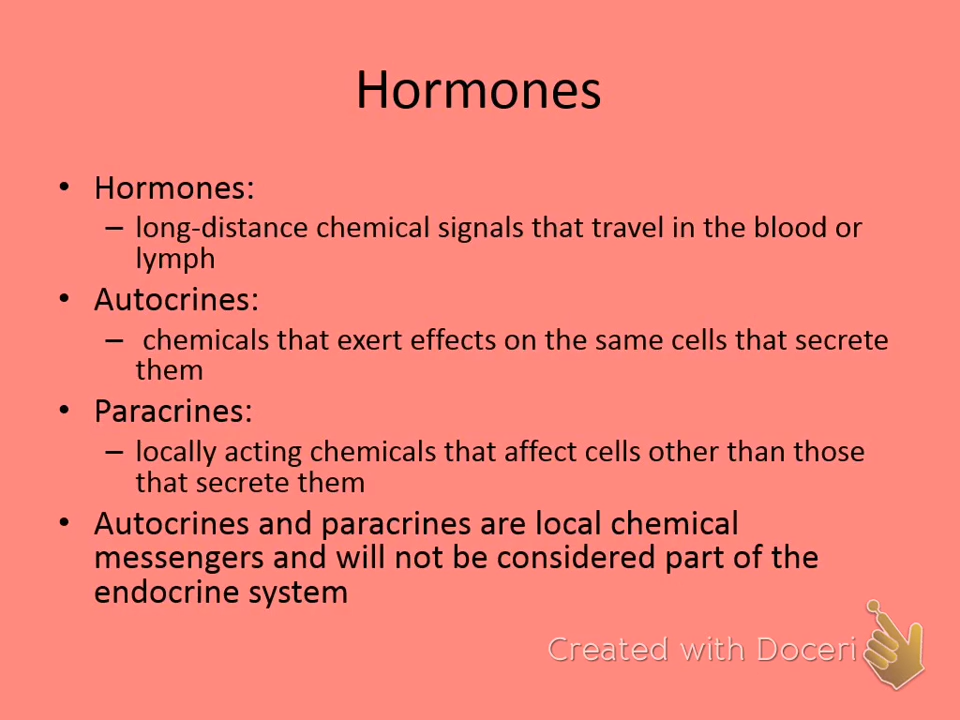 Hormones
• Hormones:
– long-distance chemical signals that travel in the blood or
lymph
• Autocrines:
– chemicals that exert effects on the same cells that secrete
them
• Paracrines:
– locally acting chemicals that affect cells other than those
that secrete them
• Autocrines and paracrines are local chemical
messengers and will not be considered part of the
endocrine system
Created with Doceri